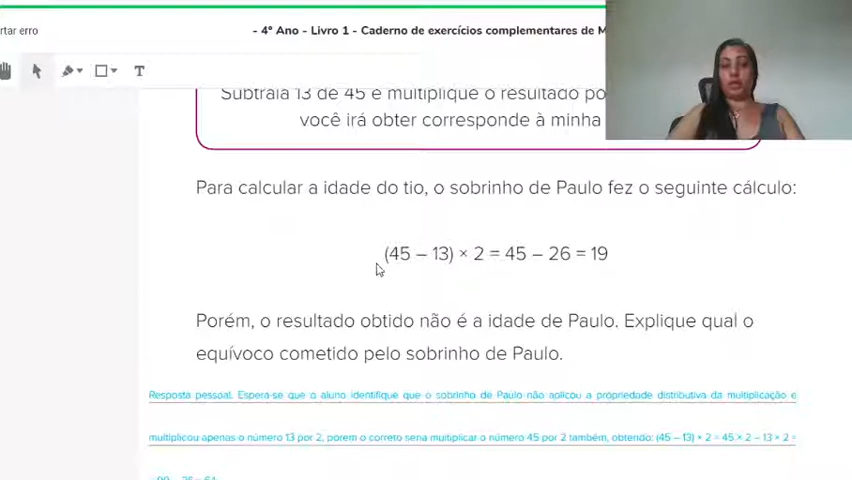 rtar erro
- 4º Ano - Livro 1 - Caderno de exercícios complementares de M
T
Subtraia 13 de 45 e multiplique o resultado po
você irá obter corresponde à minha
Para calcular a idade do tio, o sobrinho de Paulo fez o seguinte cálculo:
(45 – 13) × 2 = 45 – 26 = 19
Porém, o resultado obtido não é a idade de Paulo. Explique qual o
equívoco cometido pelo sobrinho de Paulo.
Resposta pessoal. Espera-se que o aluno identifique que o sobrinho de Paulo não aplicou a propriedade distributiva da multiplicação e
multiplicou apenas o número 13 por 2, porem o correto seria multiplicar o número 45 por 2 também, obtendo: (45 – 13) × 2 = 45 × 2 – 13 × 2 =